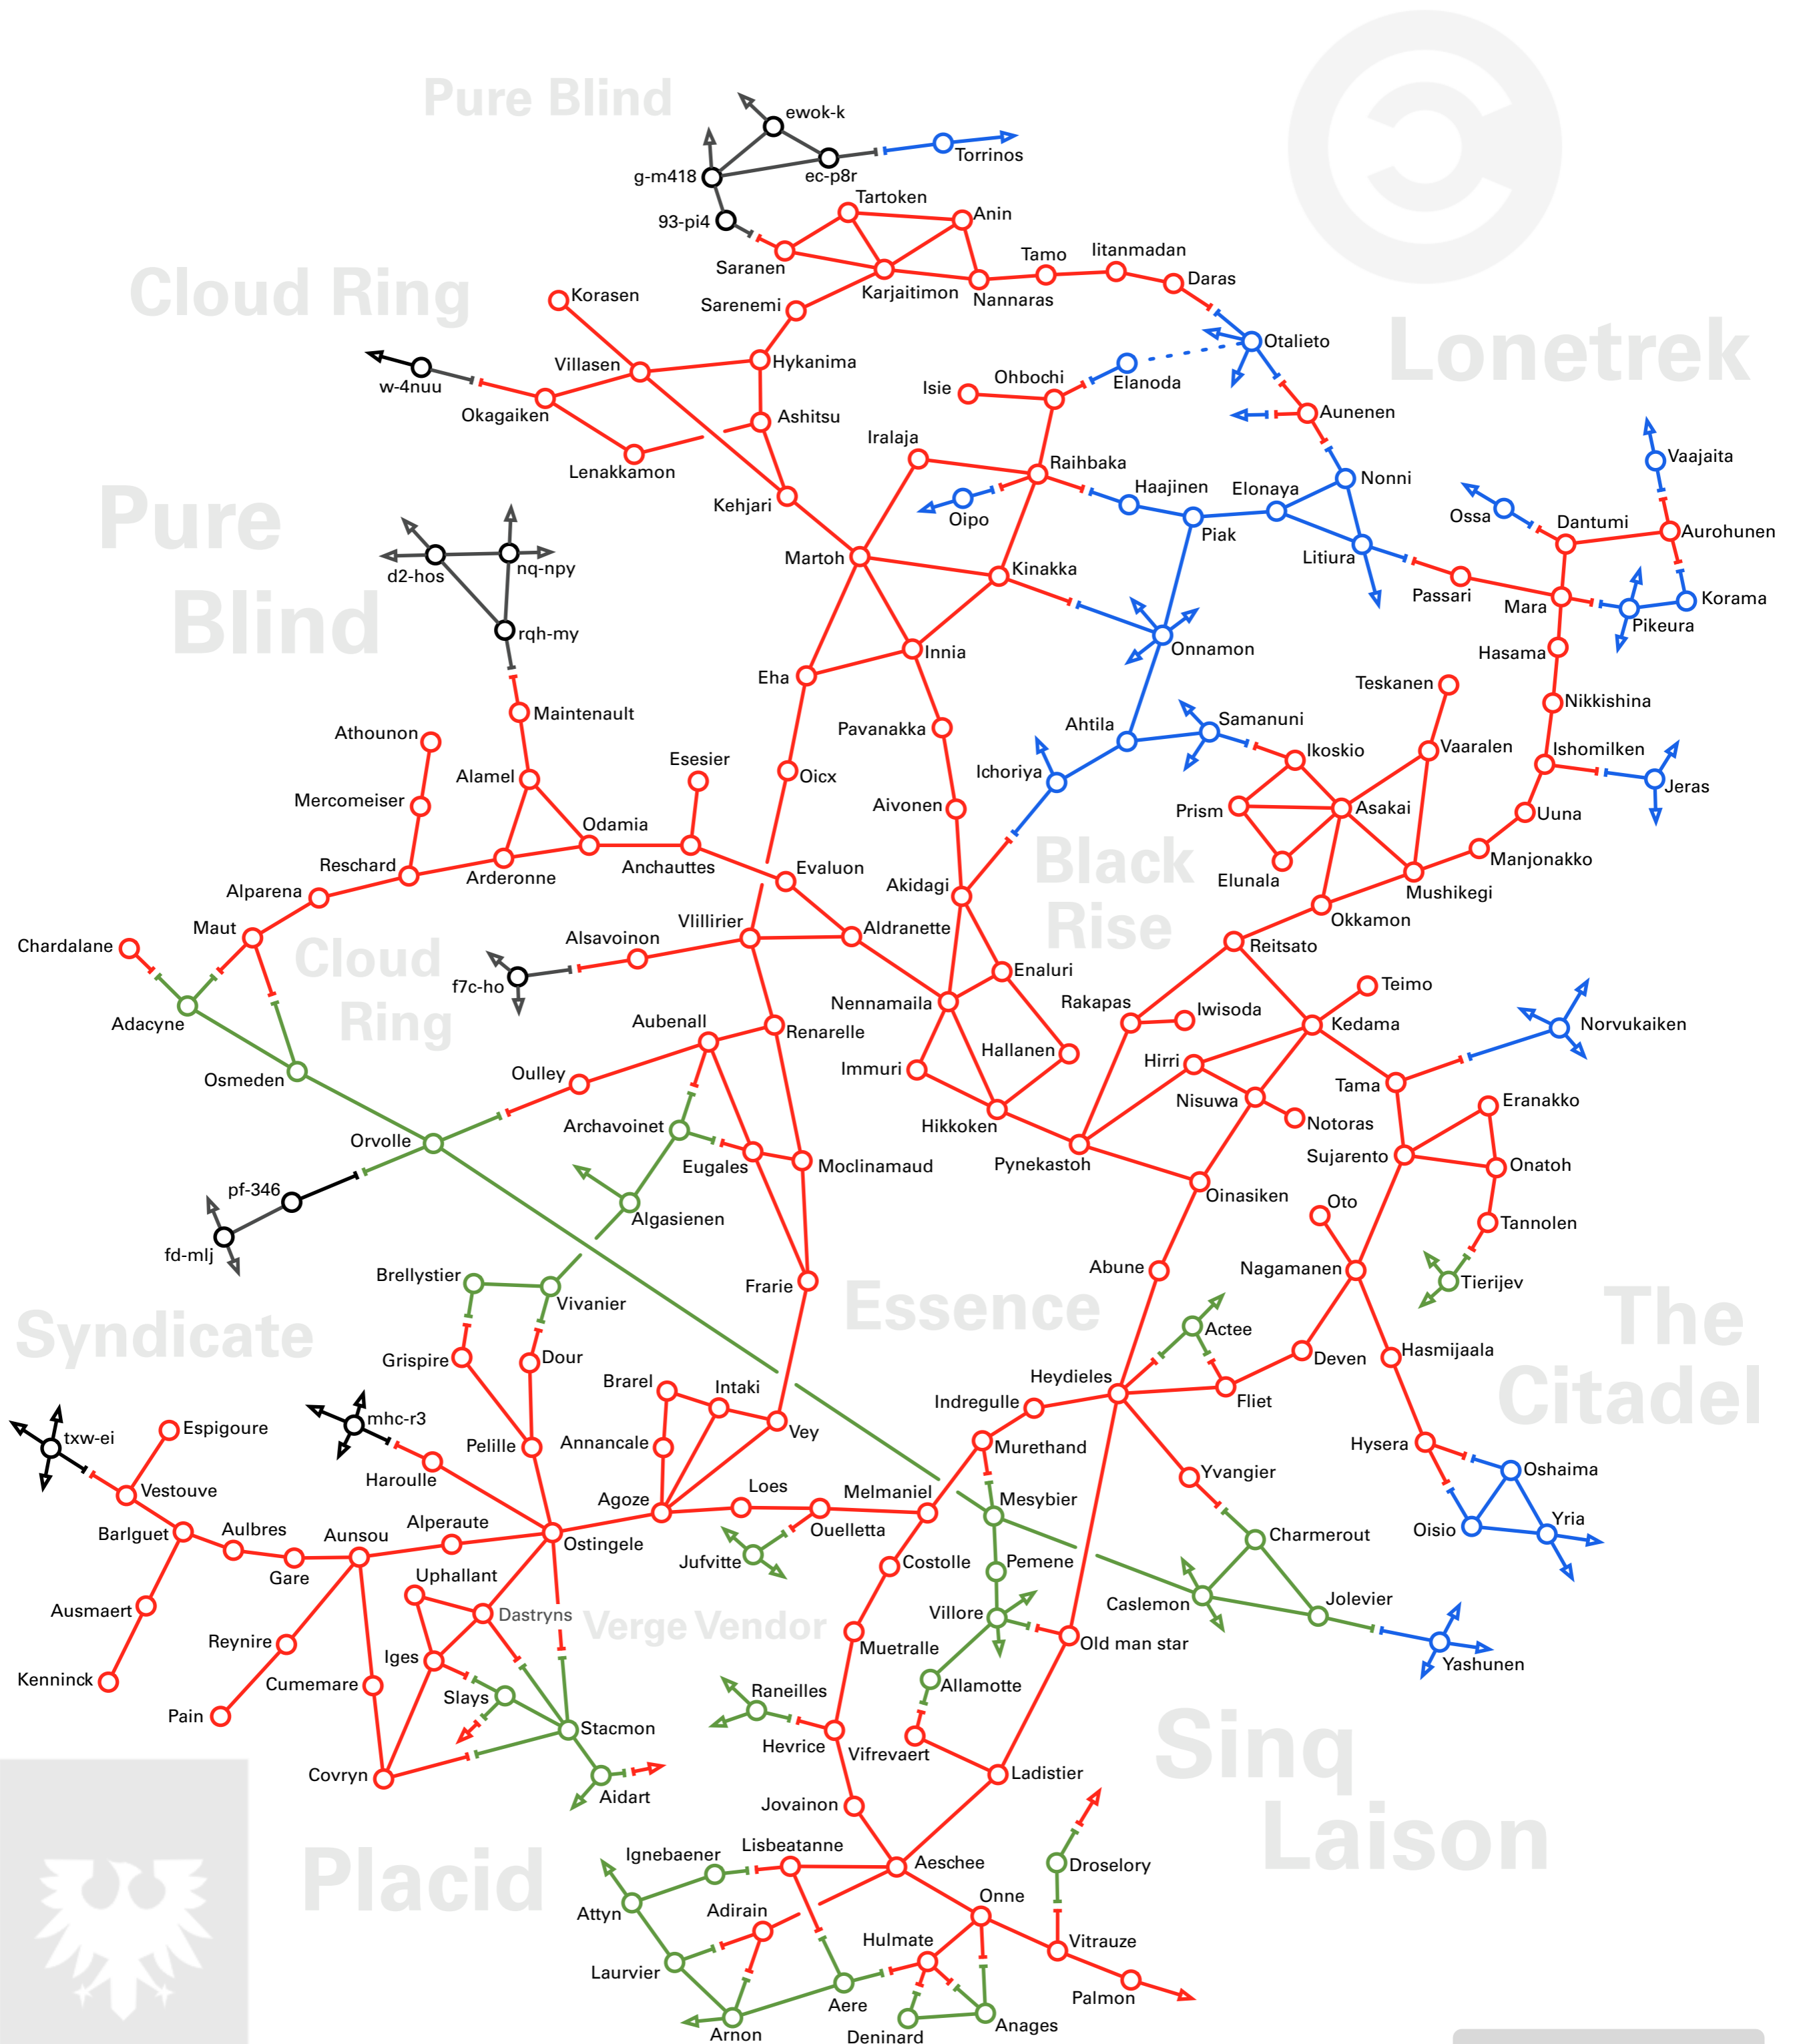 Pure Blind
ewok-k
Torrinos
g-m418
ec-p8r
Tartoken
93-pi4
Anin
Saranen
Tamo
Iitanmadan
Daras
Cloud Ring
Korasen
Sarenemi
Karjaitimon
Nannaras
Lonetrek
Otalieto
Villasen
Hykanima
w-4nuu
Isie
Ohbochi
Elanoda
Okagaiken
Ashitsu
Aunenen
Iralaja
Lenakkamon
Raihbaka
Vaajaita
Kehjari
Oipo
Haajinen
Elonaya
Nonni
Ossa
Dantumi
Aurohunen
Pure
Blind
d2-hos
nq-npy
Martoh
Kinakka
Piak
Litiura
Passari
Mara
Korama
Pikeura
rqh-my
Innia
Onnamon
Hasama
Eha
Teskanen
Nikkishina
Maintenault
Athounon
Pavanakka
Ahtila
Samanuni
Ikoskio
Vaaralen
Ishomilken
Esesier
Alamel
Oicx
Ichoriya
Jeras
Mercomeiser
Aivonen
Prism
Asakai
Uuna
Odamia
Reschard
Arderonne
Anchauttes
Evaluon
Black
Rise
Elunala
Manjonakko
Mushikegi
Alparena
Akidagi
Okkamon
Maut
Vlillirier
Aldranette
Chardalane
Cloud
Ring
Alsavoinon
Reitsato
f7c-ho
Enaluri
Teimo
Adacyne
Nennamaila
Rakapas
Iwisoda
Kedama
Norvukaiken
Aubenall
Renarelle
Hallanen
Hirri
Osmeden
Oulley
Immuri
Tama
Nisuwa
Eranakko
Orvolle
Archavoinet
Hikkoken
Notoras
Eugales
Moclinamaud
Pynekastoh
Sujarento
Onatoh
pf-346
Oinasiken
Oto
Algasienen
Tannolen
fd-mlj
Brellystier
Vivanier
Frarie
Abune
Nagamanen
Tierijev
Syndicate
Essence
The
Citadel
Actee
Grispire
Dour
Deven
Hasmijaala
Brarel
Intaki
Heydieles
Indregulle
Fliet
txw-ei
Espigoure
mhc-r3
Pelille
Annancale
Vey
Murethand
Hysera
Oshaima
Haroulle
Yvangier
Vestouve
Agoze
Loes
Melmaniel
Mesybier
Barlguet
Aulbres
Aunsou
Alperaute
Ostingele
Ouelletta
Charmerout
Oisio
Yria
Gare
Jufvitte
Costolle
Pemene
Uphallant
Ausmaert
Dastryns
Verge Vendor
Villore
Caslemon
Jolevier
Reynire
Muetralle
Old man star
Iges
Yashunen
Kenninck
Cumemare
Slays
Raneilles
Allamotte
Pain
Stacmon
Hevrice
Vifrevaert
Sinq
Laison
Covryn
Ladistier
Aidart
Jovainon
Placid
Ignebaener
Lisbeatanne
Aeschee
Droselory
Attyn
Adirain
Onne
Hulmate
Vitrauze
Laurvier
Aere
Palmon
Arnon
Deninard
Anages